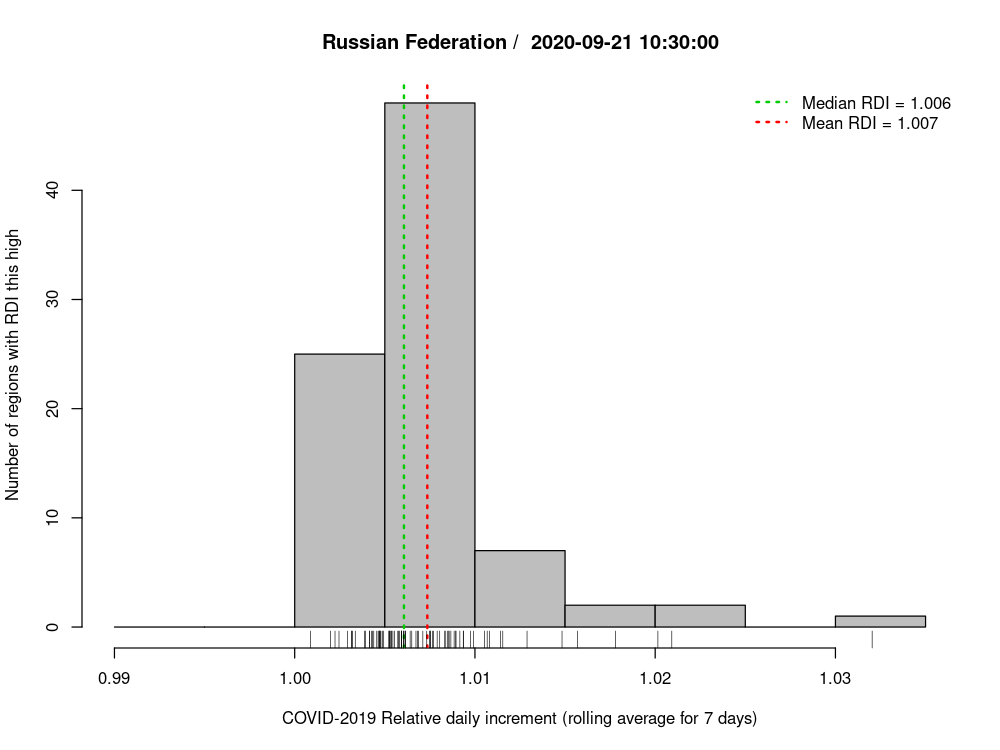 Russian Federation /  2020-09-21 10:30:00
Median RDI = 1.006
Mean RDI = 1.007
Number of regions with RDI this high
40
30
20
10
0
0.99 1.00 1.01 1.02 1.03
COVID-2019 Relative daily increment (rolling average for 7 days)